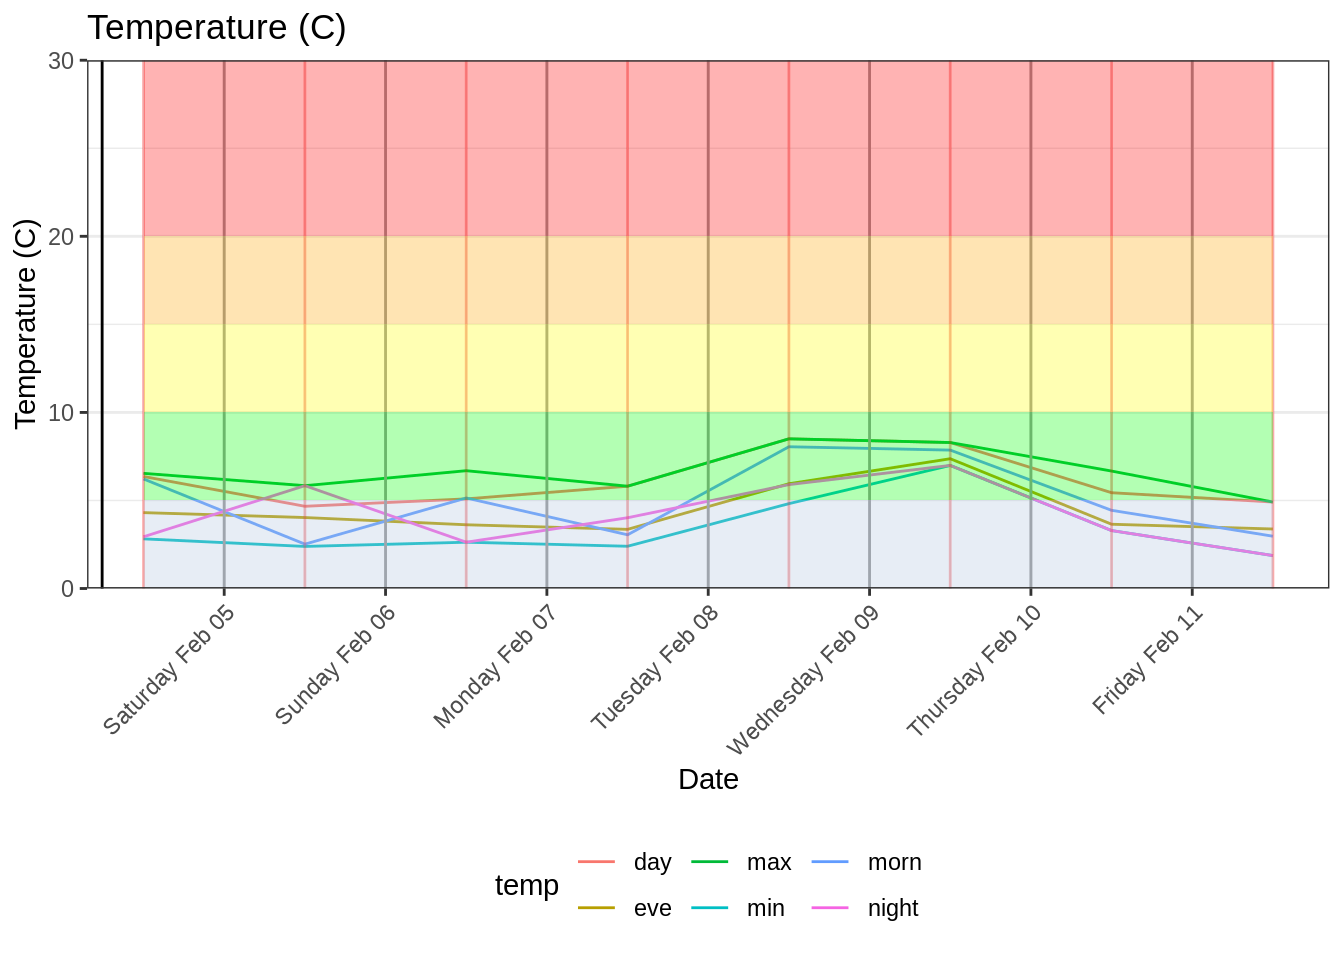 Temperature (C)
30
20
10
0
Temperature (C)
Saturday Feb 05
Sunday Feb 06
Monday Feb 07
Tuesday Feb 08
Wednesday Feb 09
Thursday Feb 10
Friday Feb 11
Date
temp
day
max
morn
eve
min
night